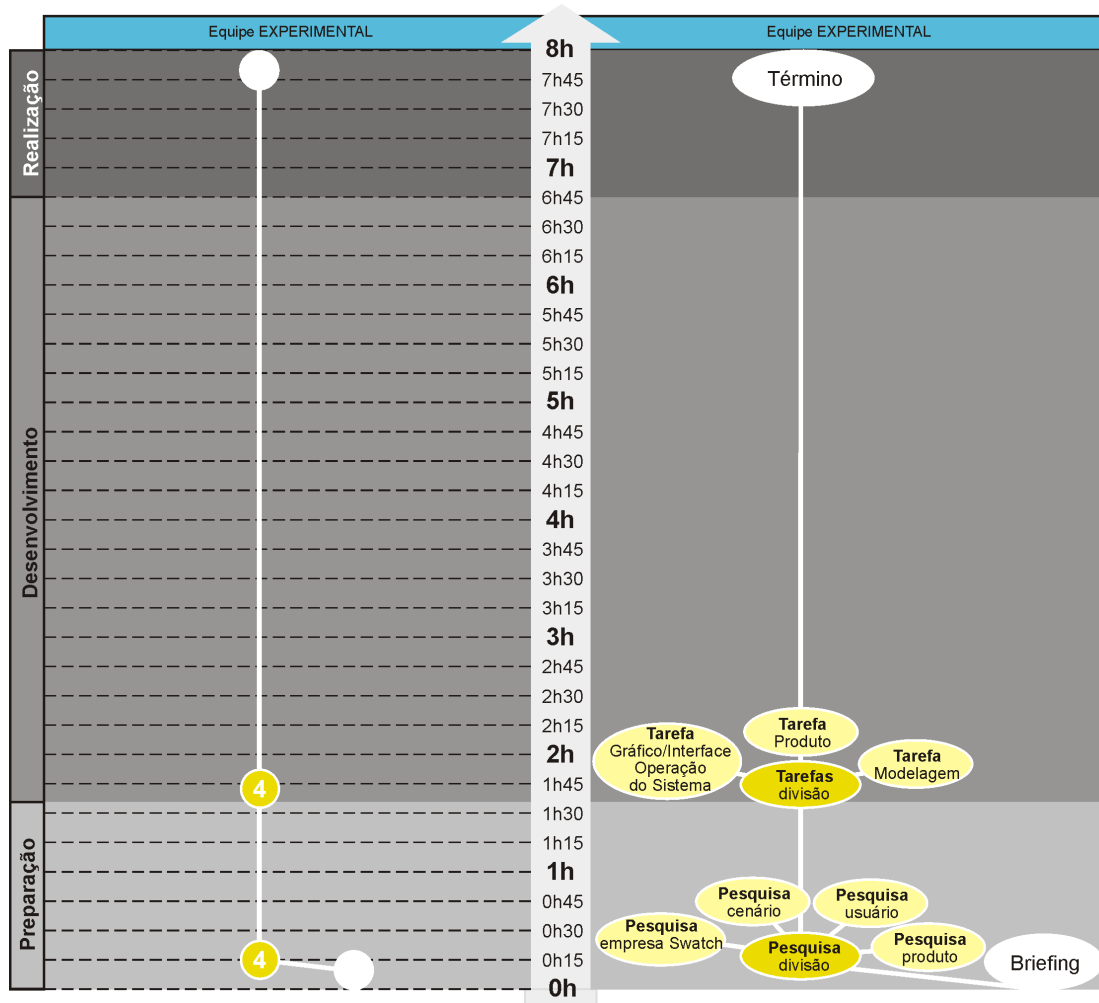 Equipe EXPERIMENTAL
Equipe EXPERIMENTAL
8h
7h45
7h30
7h15
7h
6h45
6h30
6h15
6h
5h45
5h30
5h15
5h
4h45
4h30
4h15
4h
3h45
3h30
3h15
3h
2h45
2h30
2h15
2h
1h45
1h30
1h15
1h
0h45
0h30
0h15
0h
Realização
Desenvolvimento
Preparação
4
4
Término
Tarefa
Produto
Tarefa
Gráfico/Interface
Operação
do Sistema
Tarefa
Modelagem
Tarefas
divisão
Pesquisa
cenário
Pesquisa
usuário
Pesquisa
empresa Swatch
Pesquisa
produto
Pesquisa
divisão
Briefing